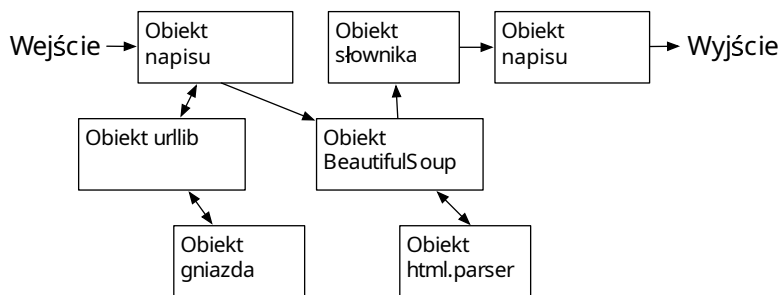 Wejście
Obiekt
napisu
Obiekt
słownika
Obiekt
napisu
Wyjście
Obiekt urllib
Obiekt
BeautifulSoup
Obiekt
gniazda
Obiekt
html.parser